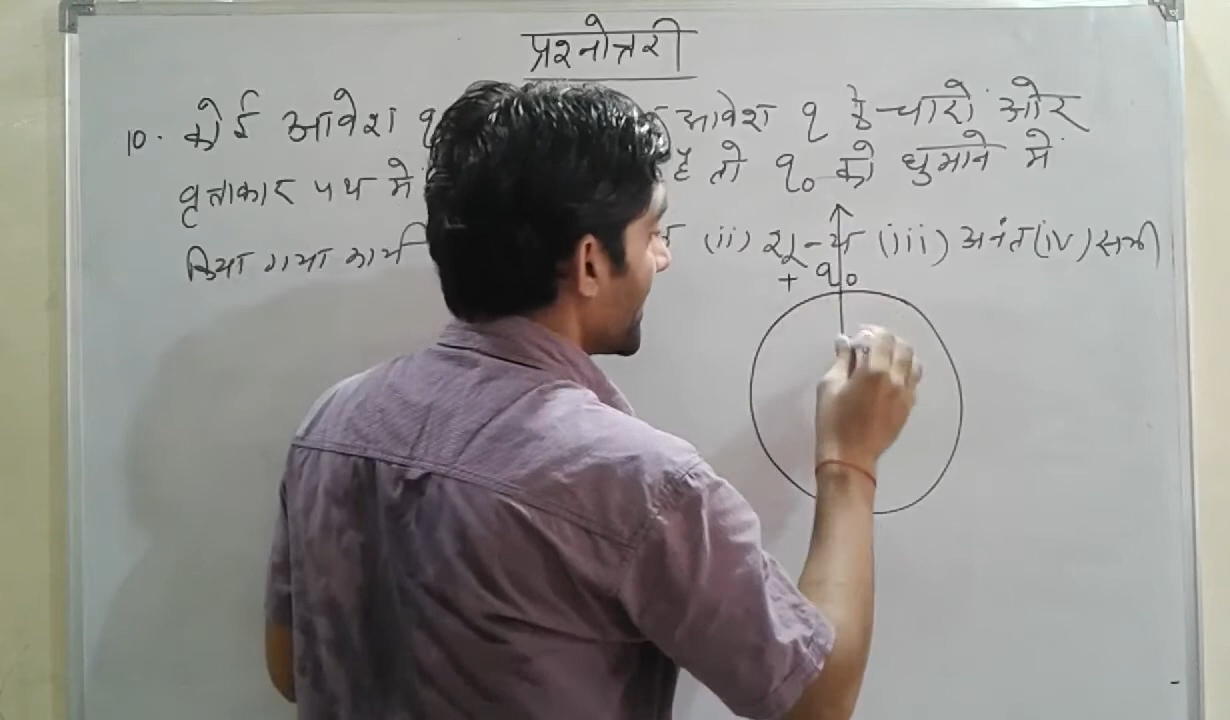 प्रश्नोत्तरी
10. कोई आवेश q आवेश q के चारो ओर
वृत्ताकार पथ में है तो q₀ को घुमाने में
किया गया कार्य (ii) शून्य (iii) अनंत (iv) सभी
+ q₀